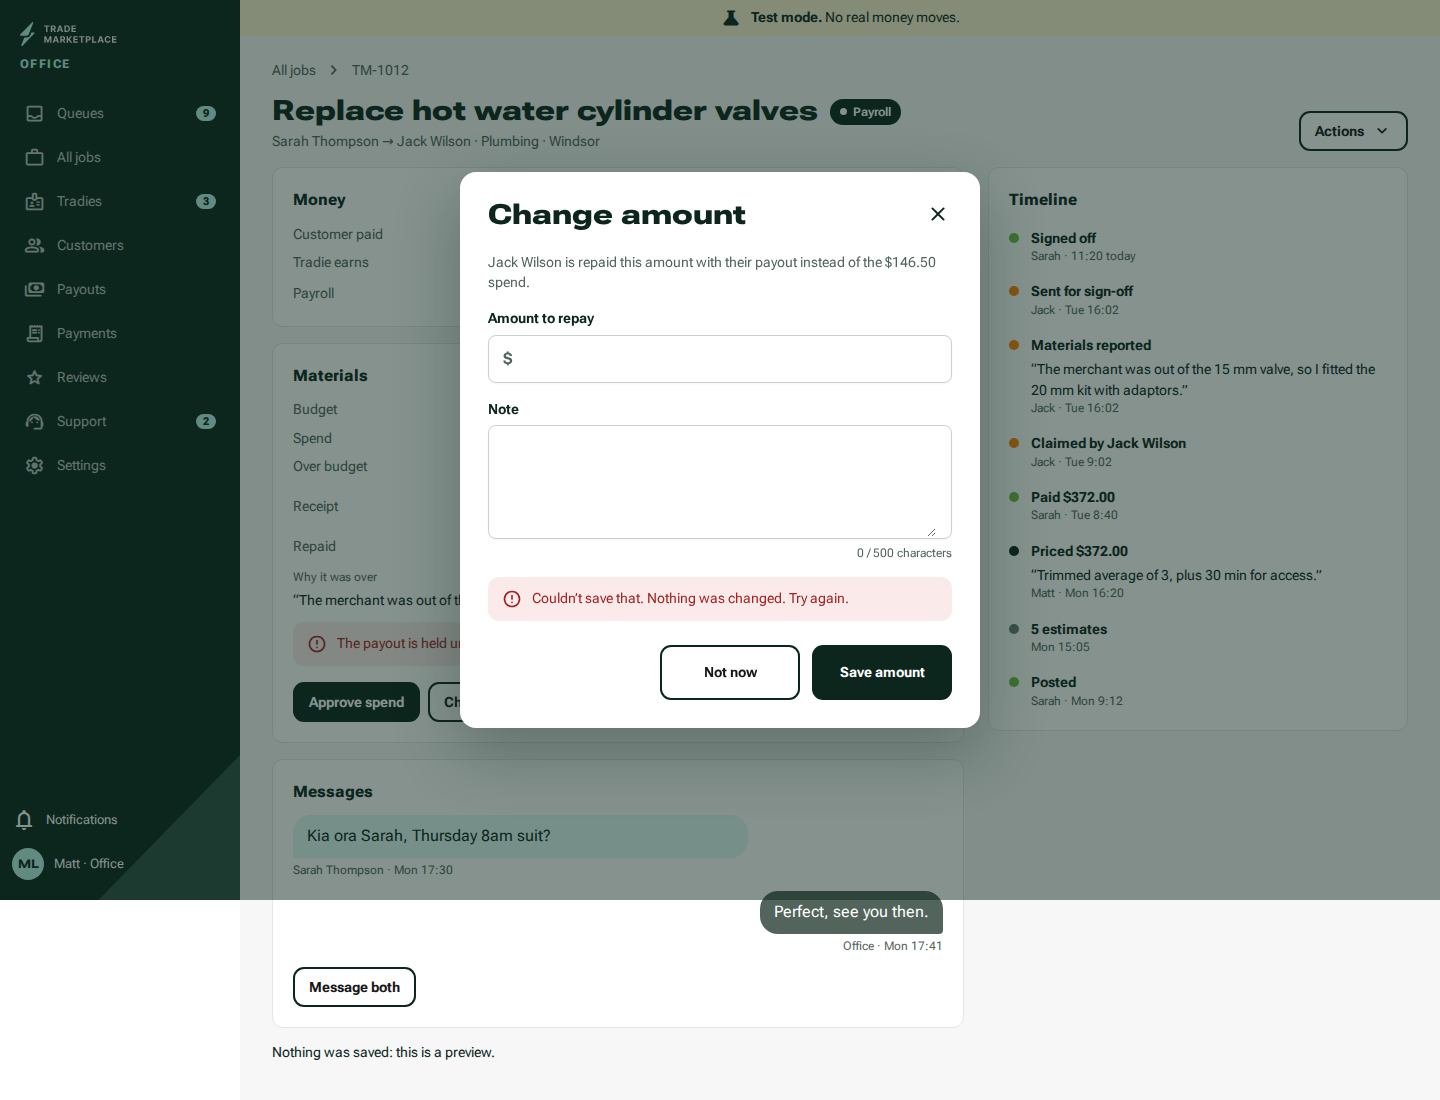 TRADE
MARKETPLACE
OFFICE
Queues 9
All jobs
Tradies 3
Customers
Payouts
Payments
Reviews
Support 2
Settings
Notifications
ML Matt · Office
Test mode. No real money moves.
All jobs > TM-1012
Replace hot water cylinder valves Payroll
Sarah Thompson → Jack Wilson · Plumbing · Windsor
Actions
Money
Customer paid
Tradie earns
Payroll
Materials
Budget
Spend
Over budget
Receipt
Repaid
Why it was over
“The merchant was out of
The payout is held
Approve spend
Change amount
Jack Wilson is repaid this amount with their payout instead of the $146.50
spend.
Amount to repay
$
Note
0 / 500 characters
Couldn’t save that. Nothing was changed. Try again.
Not now
Save amount
Timeline
Signed off
Sarah · 11:20 today
Sent for sign-off
Jack · Tue 16:02
Materials reported
“The merchant was out of the 15 mm valve, so I fitted the
20 mm kit with adaptors.”
Jack · Tue 16:02
Claimed by Jack Wilson
Jack · Tue 9:02
Paid $372.00
Sarah · Tue 8:40
Priced $372.00
“Trimmed average of 3, plus 30 min for access.”
Matt · Mon 16:20
5 estimates
Mon 15:05
Posted
Sarah · Mon 9:12
Messages
Kia ora Sarah, Thursday 8am suit?
Sarah Thompson · Mon 17:30
Perfect, see you then.
Office · Mon 17:41
Message both
Nothing was saved: this is a preview.